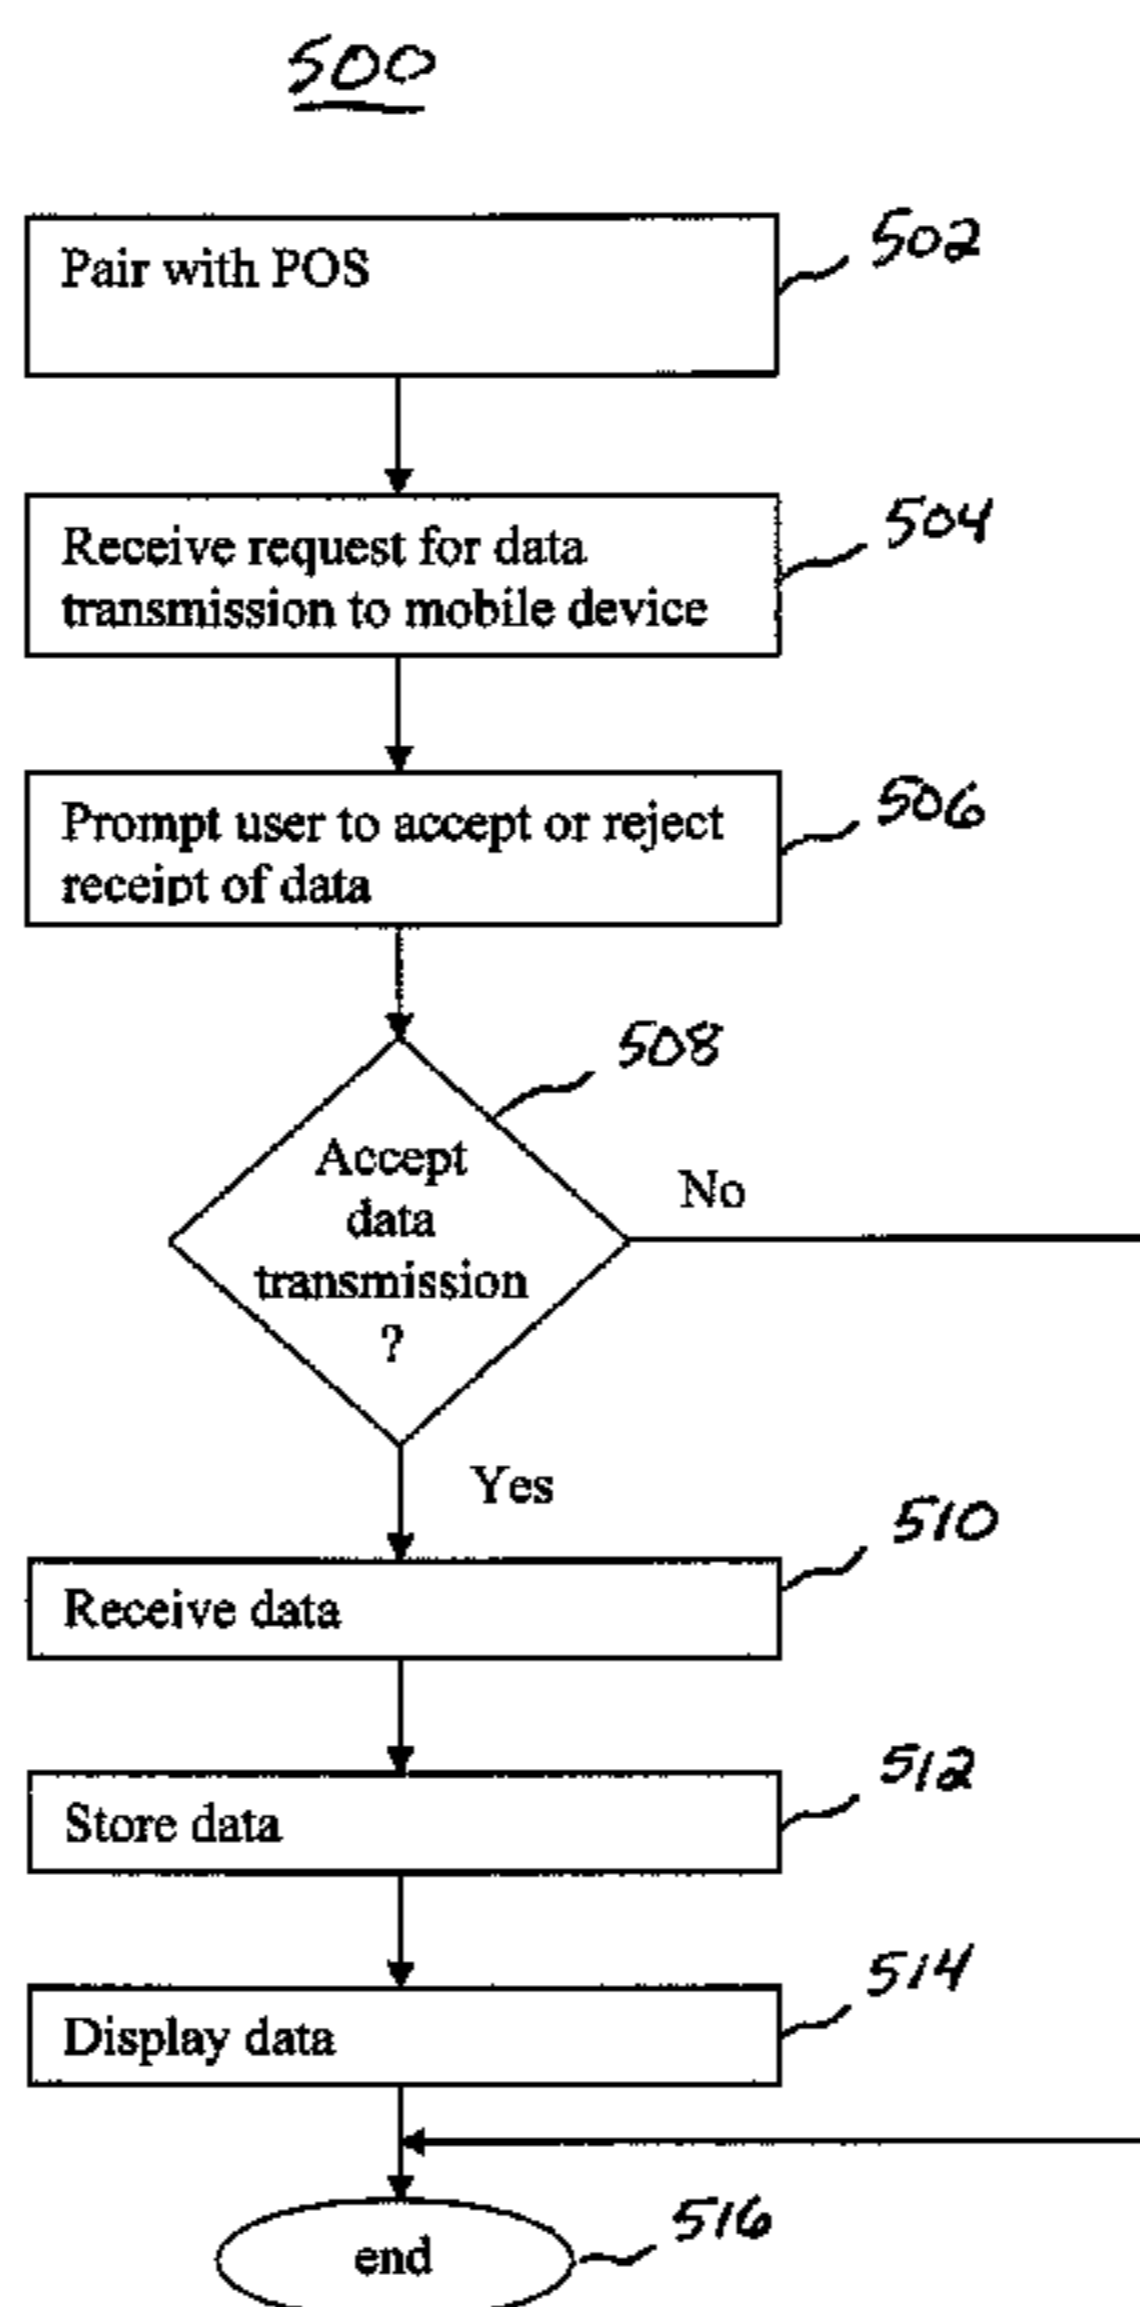 500
Pair with POS
502
Receive request for data
transmission to mobile device
504
Prompt user to accept or reject
receipt of data
506
508
Accept
data
transmission
?
No
Yes
510
Receive data
512
Store data
514
Display data
end
516